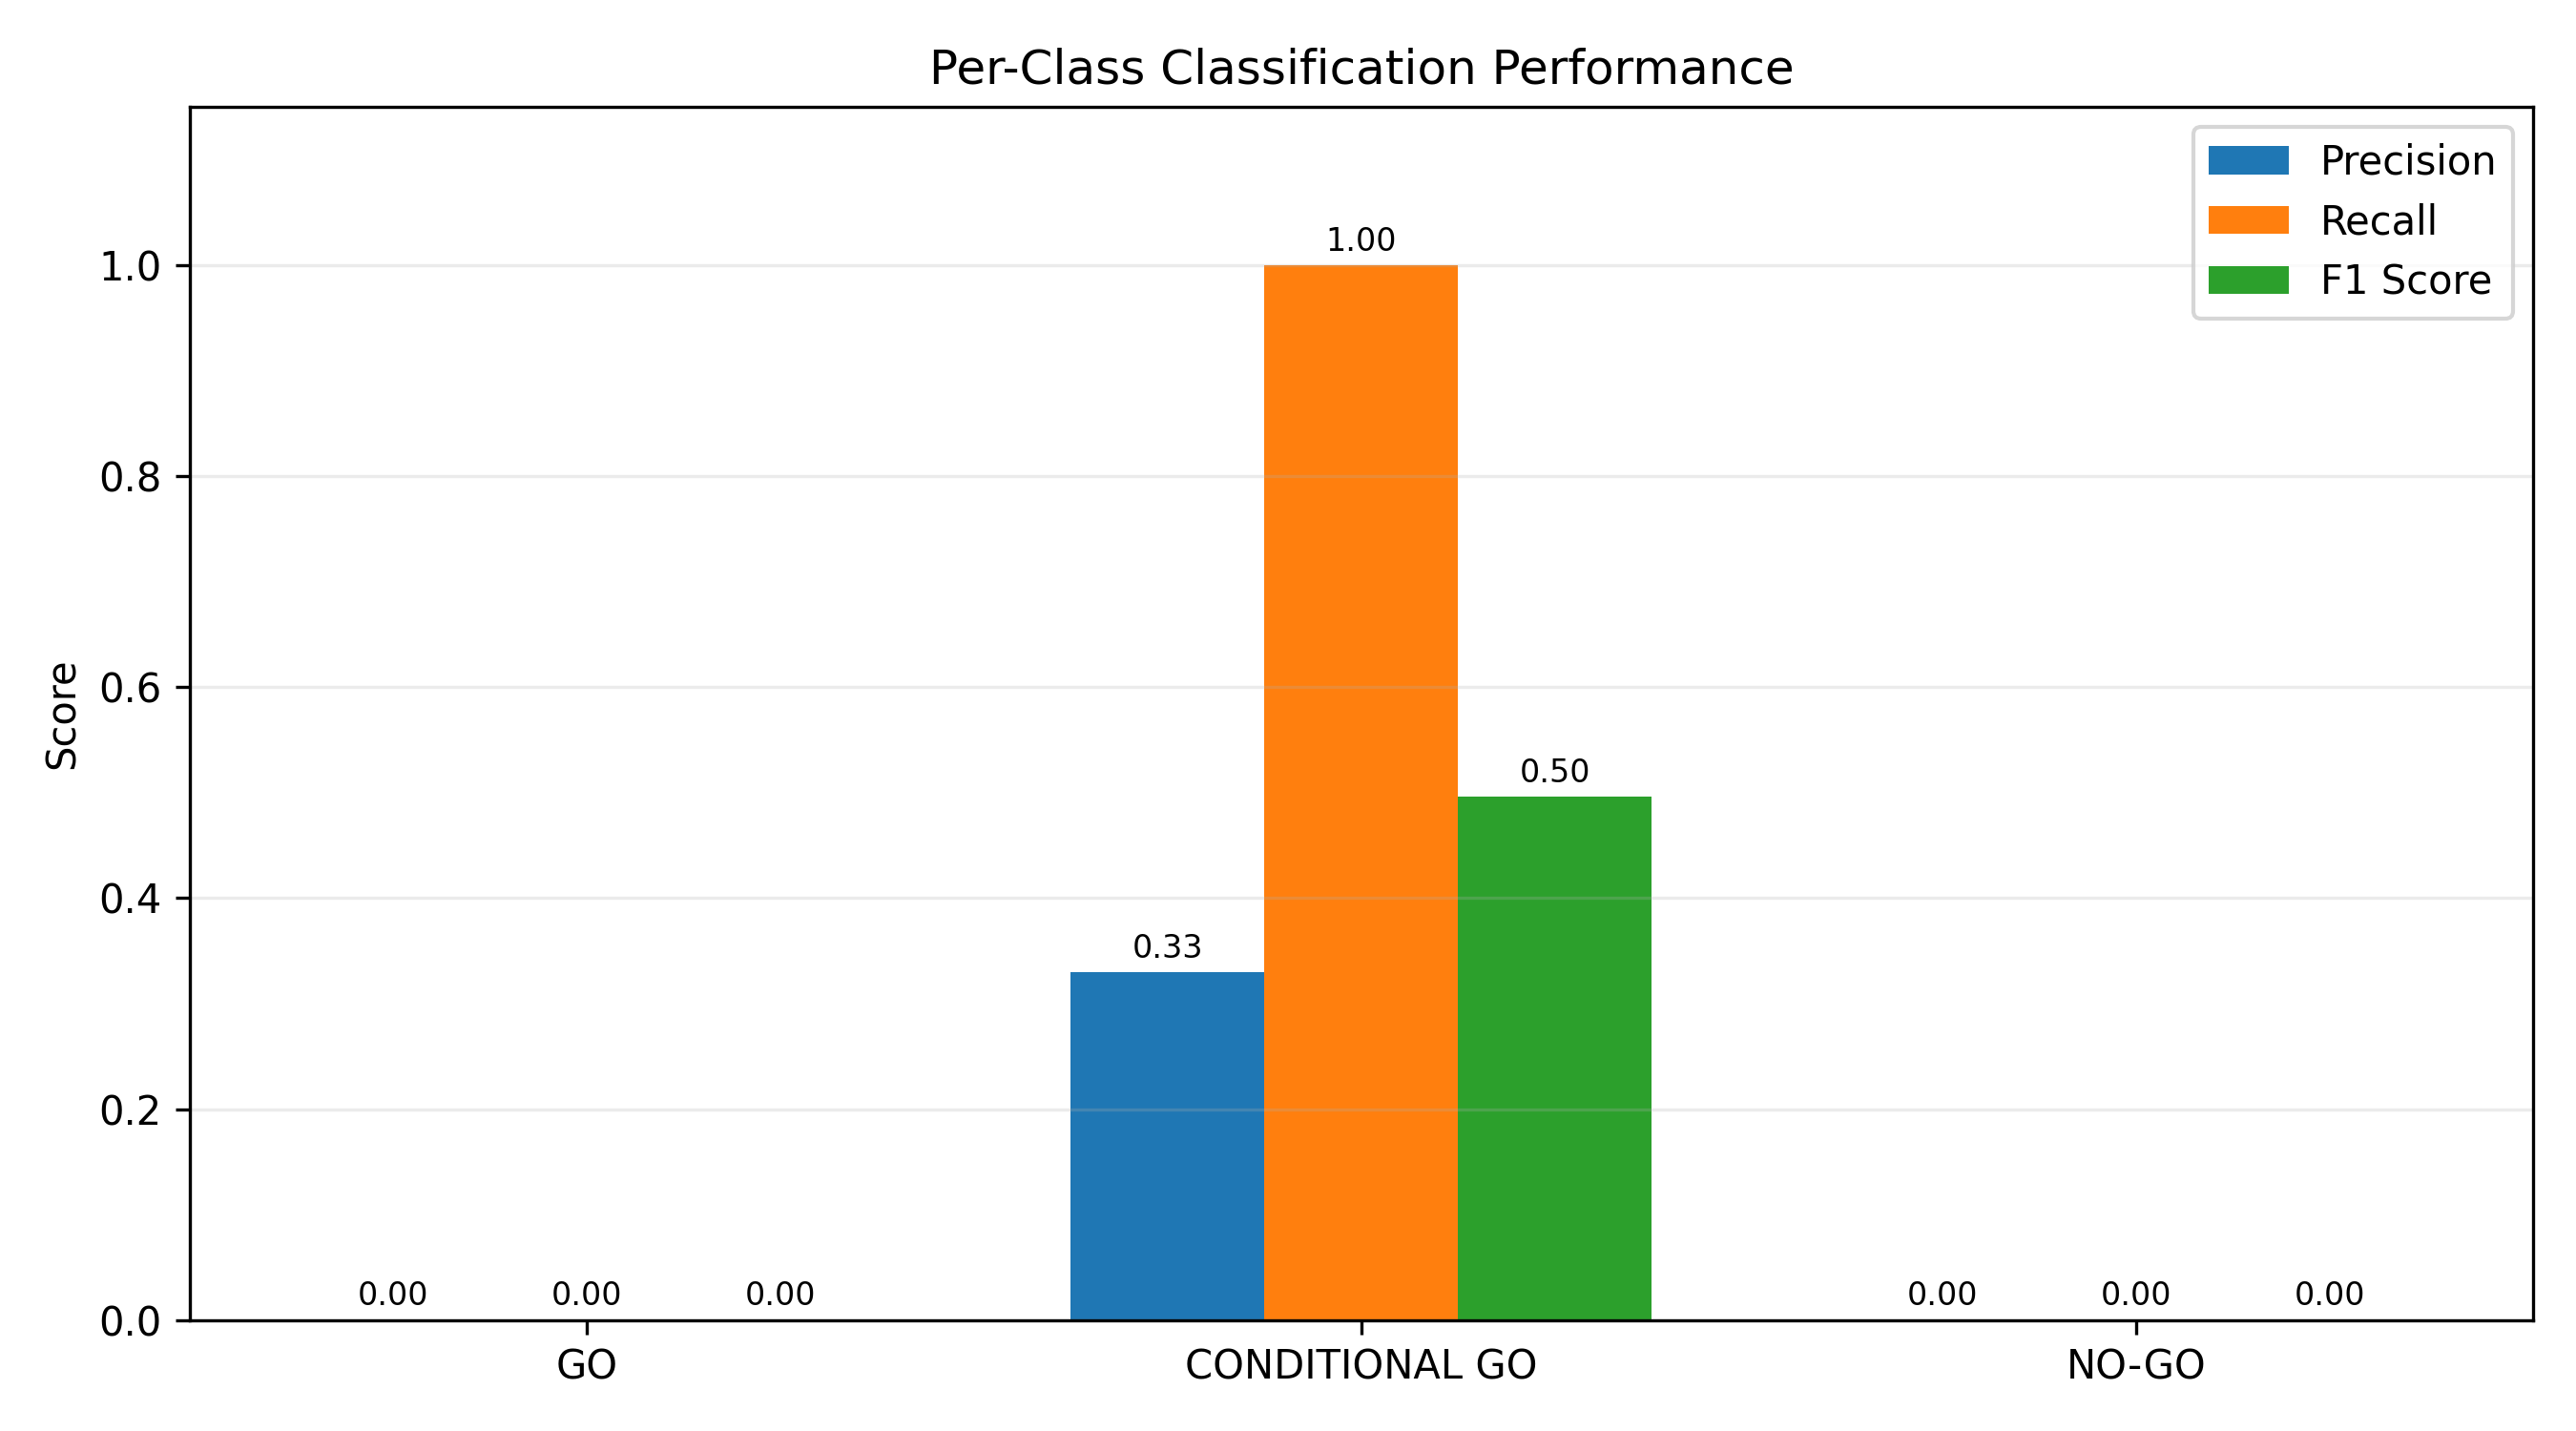 Per-Class Classification Performance
Precision
Recall
F1 Score
Score
1.0
0.8
0.6
0.4
0.2
0.0
0.00 0.00 0.00
0.33 1.00 0.50
0.00 0.00 0.00
GO CONDITIONAL GO NO-GO